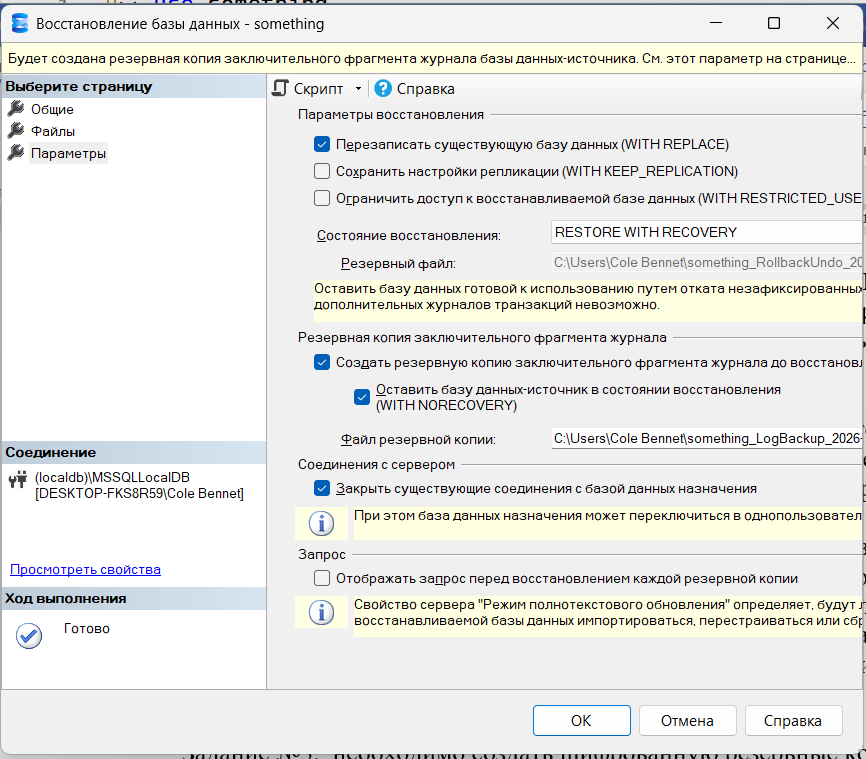 Восстановление базы данных - something
Будет создана резервная копия заключительного фрагмента журнала базы данных-источника. См. этот параметр на странице...
Выберите страницу
Общие
Файлы
Параметры
Скрипт
Справка
Параметры восстановления
Перезаписать существующую базу данных (WITH REPLACE)
Сохранить настройки репликации (WITH KEEP_REPLICATION)
Ограничить доступ к восстанавливаемой базе данных (WITH RESTRICTED_USE
Состояние восстановления:
RESTORE WITH RECOVERY
Резервный файл:
C:\Users\Cole Bennet\something_RollbackUndo_20
Оставить базу данных готовой к использованию путем отката незафиксированных
дополнительных журналов транзакций невозможно.
Резервная копия заключительного фрагмента журнала
Создать резервную копию заключительного фрагмента журнала до восстановл
Оставить базу данных-источник в состоянии восстановления
(WITH NORECOVERY)
Файл резервной копии:
C:\Users\Cole Bennet\something_LogBackup_2026-
Соединения с сервером
Закрыть существующие соединения с базой данных назначения
При этом база данных назначения может переключиться в однопользовател
Запрос
Отображать запрос перед восстановлением каждой резервной копии
Свойство сервера "Режим полнотекстового обновления" определяет, будут л
восстанавливаемой базы данных импортироваться, перестраиваться или сбр
Соединение
(localdb)\MSSQLLocalDB
[DESKTOP-FKS8R59\Cole Bennet]
Просмотреть свойства
Ход выполнения
Готово
OK
Отмена
Справка